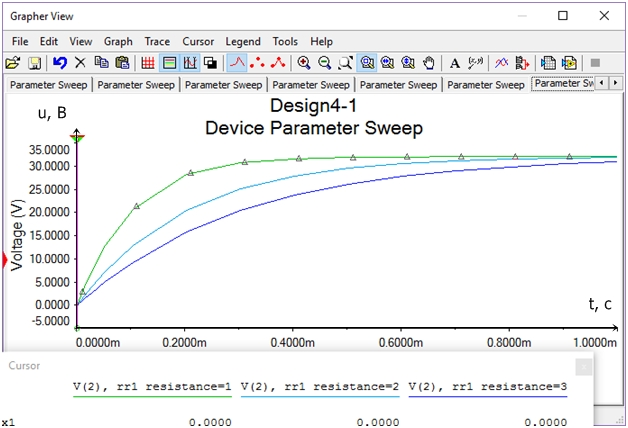 Grapher View
File Edit View Graph Trace Cursor Legend Tools Help
A
Parameter Sweep Parameter Sweep Parameter Sweep Parameter Sweep Parameter Sweep Parameter Sweep Parameter Sw
Design4-1
Device Parameter Sweep
u, В
35.0000
30.0000
25.0000
20.0000
15.0000
10.0000
5.0000
0.0000
-5.0000
Voltage (V)
t, с
0.0000m 0.2000m 0.4000m 0.6000m 0.8000m 1.0000m
Cursor
V(2), rr1 resistance=1 V(2), rr1 resistance=2 V(2), rr1 resistance=3
x1 0.0000 0.0000 0.0000